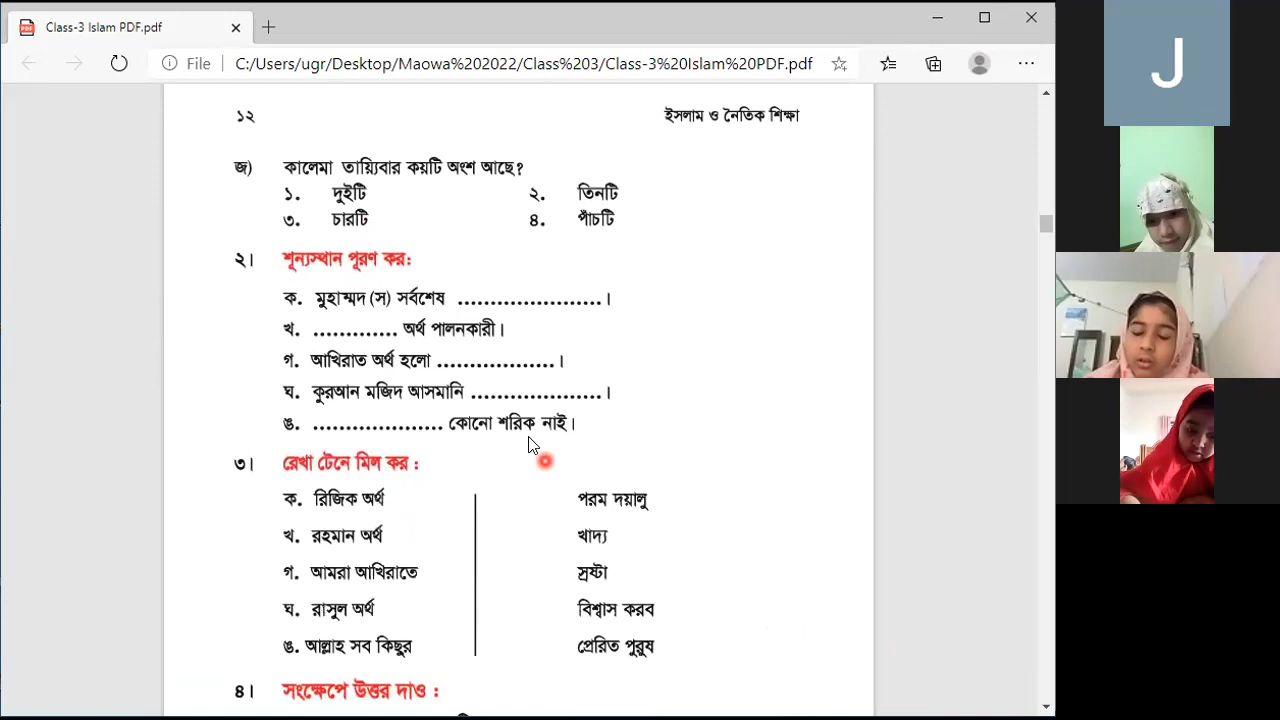 Class-3 Islam PDF.pdf
File C:/Users/ugr/Desktop/Maowa%202022/Class%203/Class-3%20Islam%20PDF.pdf
১২ ইসলাম ও নৈতিক শিক্ষা
জ) কালেমা তায়্যিবার কয়টি অংশ আছে?
১. দুইটি ২. তিনটি
৩. চারটি ৪. পাঁচটি
২। শূন্যস্থান পূরণ কর:
ক. মুহাম্মদ (স) সর্বশেষ ......................।
খ. ............. অর্থ পালনকারী।
গ. আখিরাত অর্থ হলো ..................।
ঘ. কুরআন মজিদ আসমানি ....................।
ঙ. .................... কোনো শরিক নাই।
৩। রেখা টেনে মিল কর :
ক. রিজিক অর্থ পরম দয়ালু
খ. রহমান অর্থ খাদ্য
গ. আমরা আখিরাতে স্রষ্টা
ঘ. রাসুল অর্থ বিশ্বাস করব
ঙ. আল্লাহ সব কিছুর প্রেরিত পুরুষ
৪। সংক্ষেপে উত্তর দাও :
J